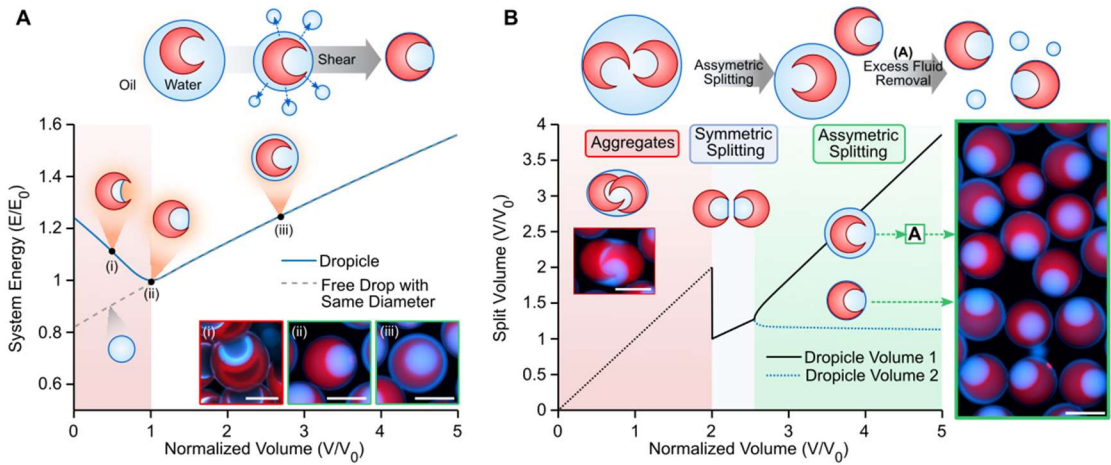 A
Oil
Water
Shear
1.6
1.4
1.2
1
0.8
0.6
System Energy (E/E0)
(i)
(ii)
(iii)
Dropicle
Free Drop with
Same Diameter
(i)
(ii)
(iii)
0
1
2
3
4
5
Normalized Volume (V/V0)
B
Assymetric
Splitting
(A)
Excess Fluid
Removal
4
3.5
3
2.5
2
1.5
1
0.5
0
Split Volume (V/V0)
Aggregates
Symmetric
Splitting
Assymetric
Splitting
A
Dropicle Volume 1
Dropicle Volume 2
0
1
2
3
4
5
Normalized Volume (V/V0)